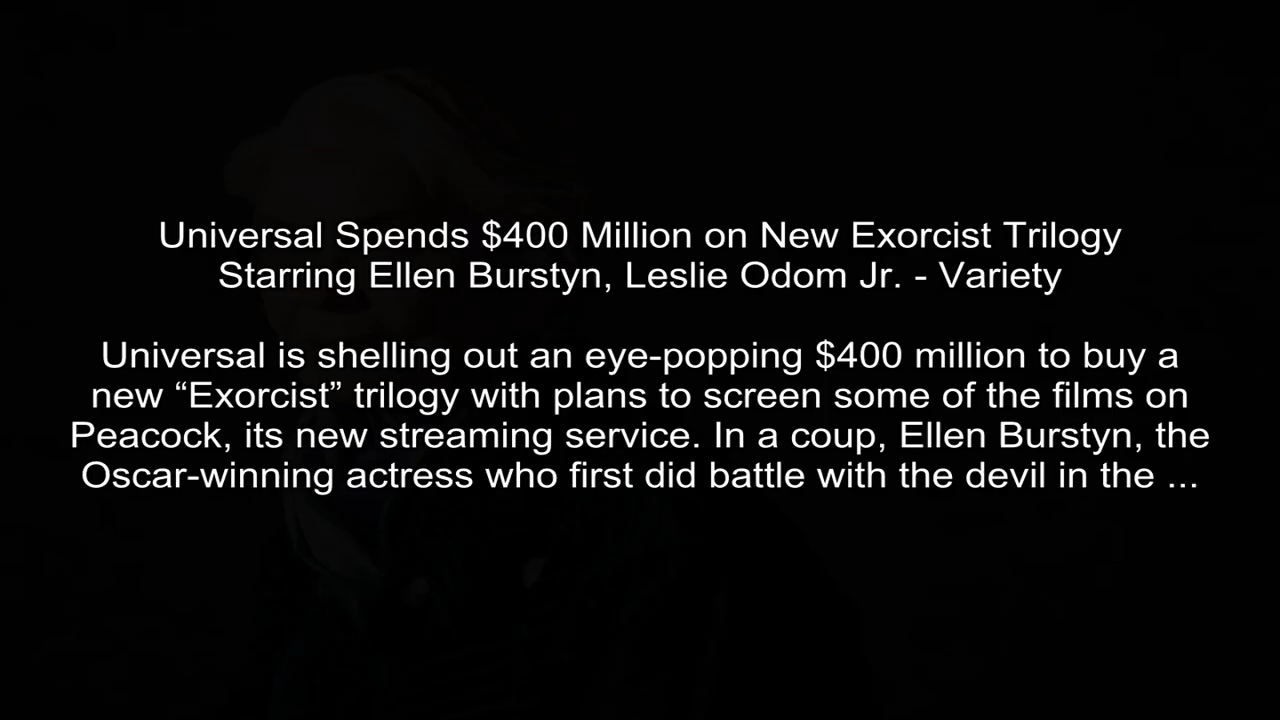 Universal Spends $400 Million on New Exorcist Trilogy
Starring Ellen Burstyn, Leslie Odom Jr. - Variety
Universal is shelling out an eye-popping $400 million to buy a
new “Exorcist” trilogy with plans to screen some of the films on
Peacock, its new streaming service. In a coup, Ellen Burstyn, the
Oscar-winning actress who first did battle with the devil in the ...